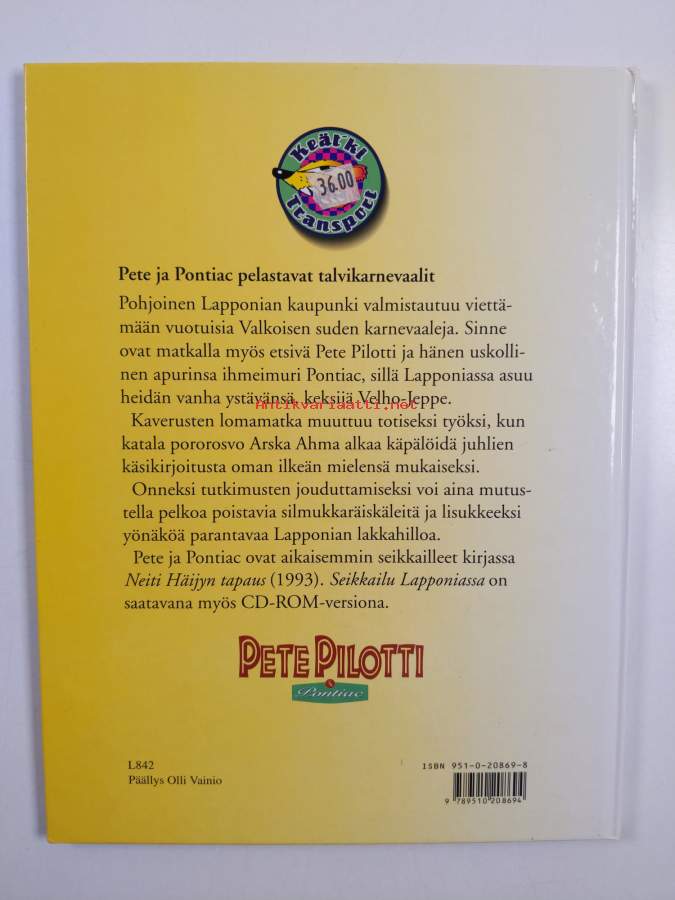 Keät'ki
36.00
Transport
Pete ja Pontiac pelastavat talvikarnevaalit
Pohjoinen Lapponian kaupunki valmistautuu viettä-
mään vuotuisia Valkoisen suden karnevaaleja. Sinne
ovat matkalla myös etsivä Pete Pilotti ja hänen uskolli-
nen apurinsa ihmeimuri Pontiac, sillä Lapponiassa asuu
heidän vanha ystävänsä, keksijä Velho-Jeppe.
Antikvariaatti.net
Kaverusten lomamatka muuttuu totiseksi työksi, kun
katala pororosvo Arska Ahma alkaa käpälöidä juhlien
käsikirjoitusta oman ilkeän mielensä mukaiseksi.
Onneksi tutkimusten jouduttamiseksi voi aina mutus-
tella pelkoa poistavia silmukkaräiskäleitä ja lisukkeeksi
yönäköä parantavaa Lapponian lakkahilloa.
Pete ja Pontiac ovat aikaisemmin seikkailleet kirjassa
Neiti Häijyn tapaus (1993). Seikkailu Lapponiassa on
saatavana myös CD-ROM-versiona.
PETE PILOTTI
Pontiac
L842
Päällys Olli Vainio
ISBN 951-0-20869-8
9 789510 208694